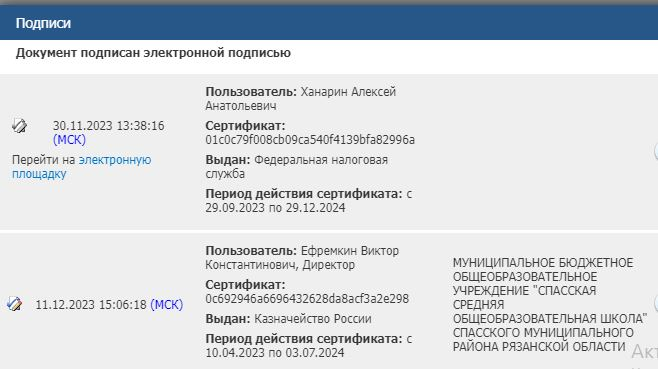 Подписи
Документ подписан электронной подписью
30.11.2023 13:38:16
(МСК)
Перейти на электронную
площадку
Пользователь: Ханарин Алексей
Анатольевич
Сертификат:
01c0c79f008cb09ca540f4139bfa82996a
Выдан: Федеральная налоговая
служба
Период действия сертификата: с
29.09.2023 по 29.12.2024
11.12.2023 15:06:18 (МСК)
Пользователь: Ефремкин Виктор
Константинович, Директор
Сертификат:
0c692946a6696432628da8acf3a2e298
Выдан: Казначейство России
Период действия сертификата: с
10.04.2023 по 03.07.2024
МУНИЦИПАЛЬНОЕ БЮДЖЕТНОЕ
ОБЩЕОБРАЗОВАТЕЛЬНОЕ
УЧРЕЖДЕНИЕ "СПАССКАЯ
СРЕДНЯЯ
ОБЩЕОБРАЗОВАТЕЛЬНАЯ ШКОЛА"
СПАССКОГО МУНИЦИПАЛЬНОГО
РАЙОНА РЯЗАНСКОЙ ОБЛАСТИ